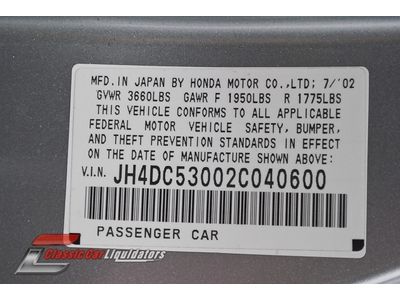 MFD. IN JAPAN BY HONDA MOTOR CO., LTD; 7/'02
GVWR 3660LBS GAWR F 1950LBS R 1775LBS
THIS VEHICLE CONFORMS TO ALL APPLICABLE
FEDERAL MOTOR VEHICLE SAFETY, BUMPER,
AND THEFT PREVENTION STANDARDS IN EFFECT
ON THE DATE OF MANUFACTURE SHOWN ABOVE:
V.I.N. JH4DC53002C040600
PASSENGER CAR
Classic Car
Liquidators